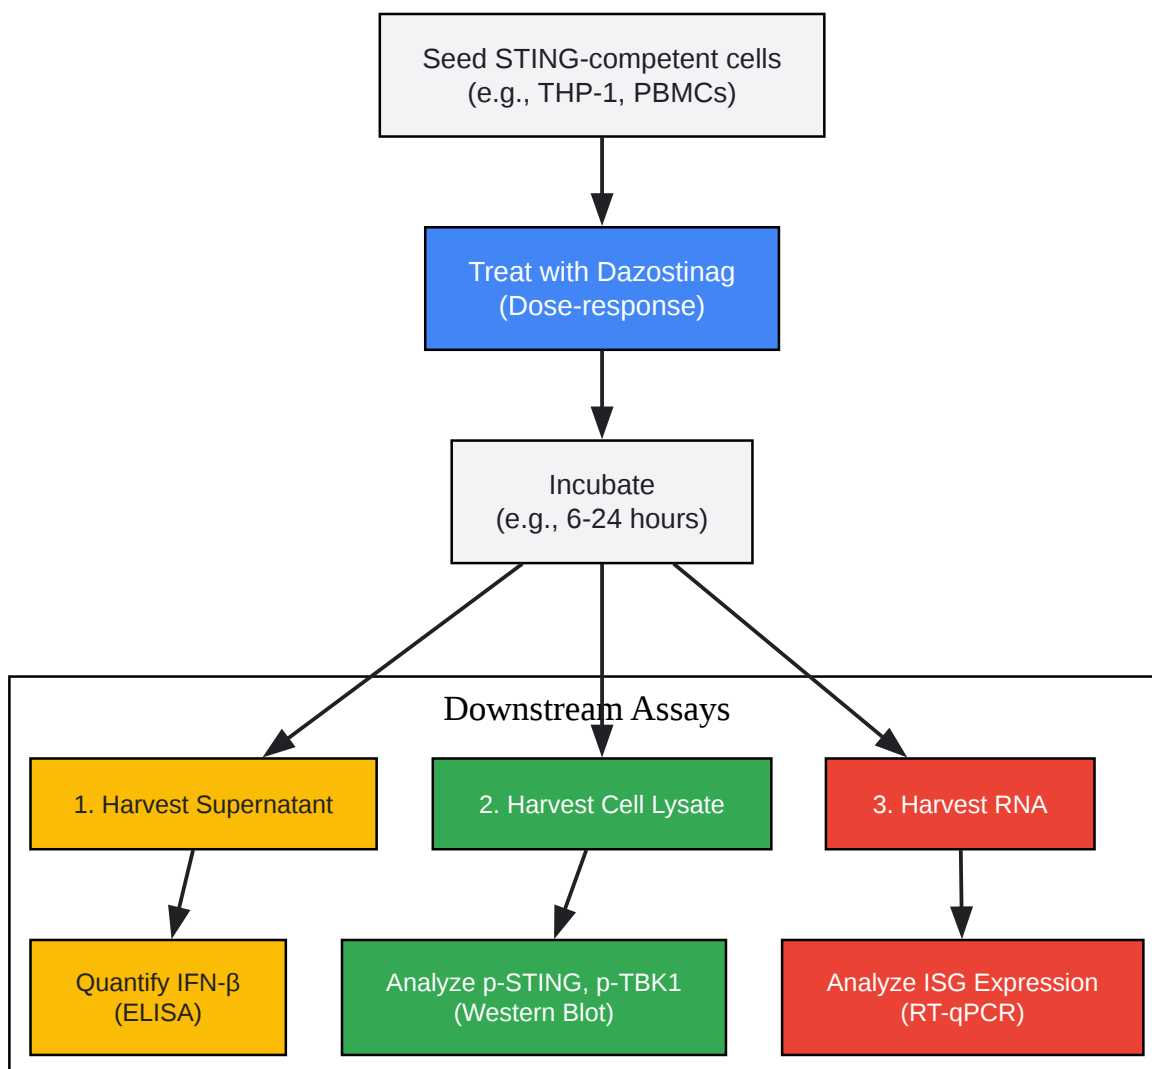 Seed STING-competent cells
(e.g., THP-1, PBMCs)
Treat with Dazostinag
(Dose-response)
Incubate
(e.g., 6-24 hours)
Downstream Assays
1. Harvest Supernatant
2. Harvest Cell Lysate
3. Harvest RNA
Quantify IFN-β
(ELISA)
Analyze p-STING, p-TBK1
(Western Blot)
Analyze ISG Expression
(RT-qPCR)